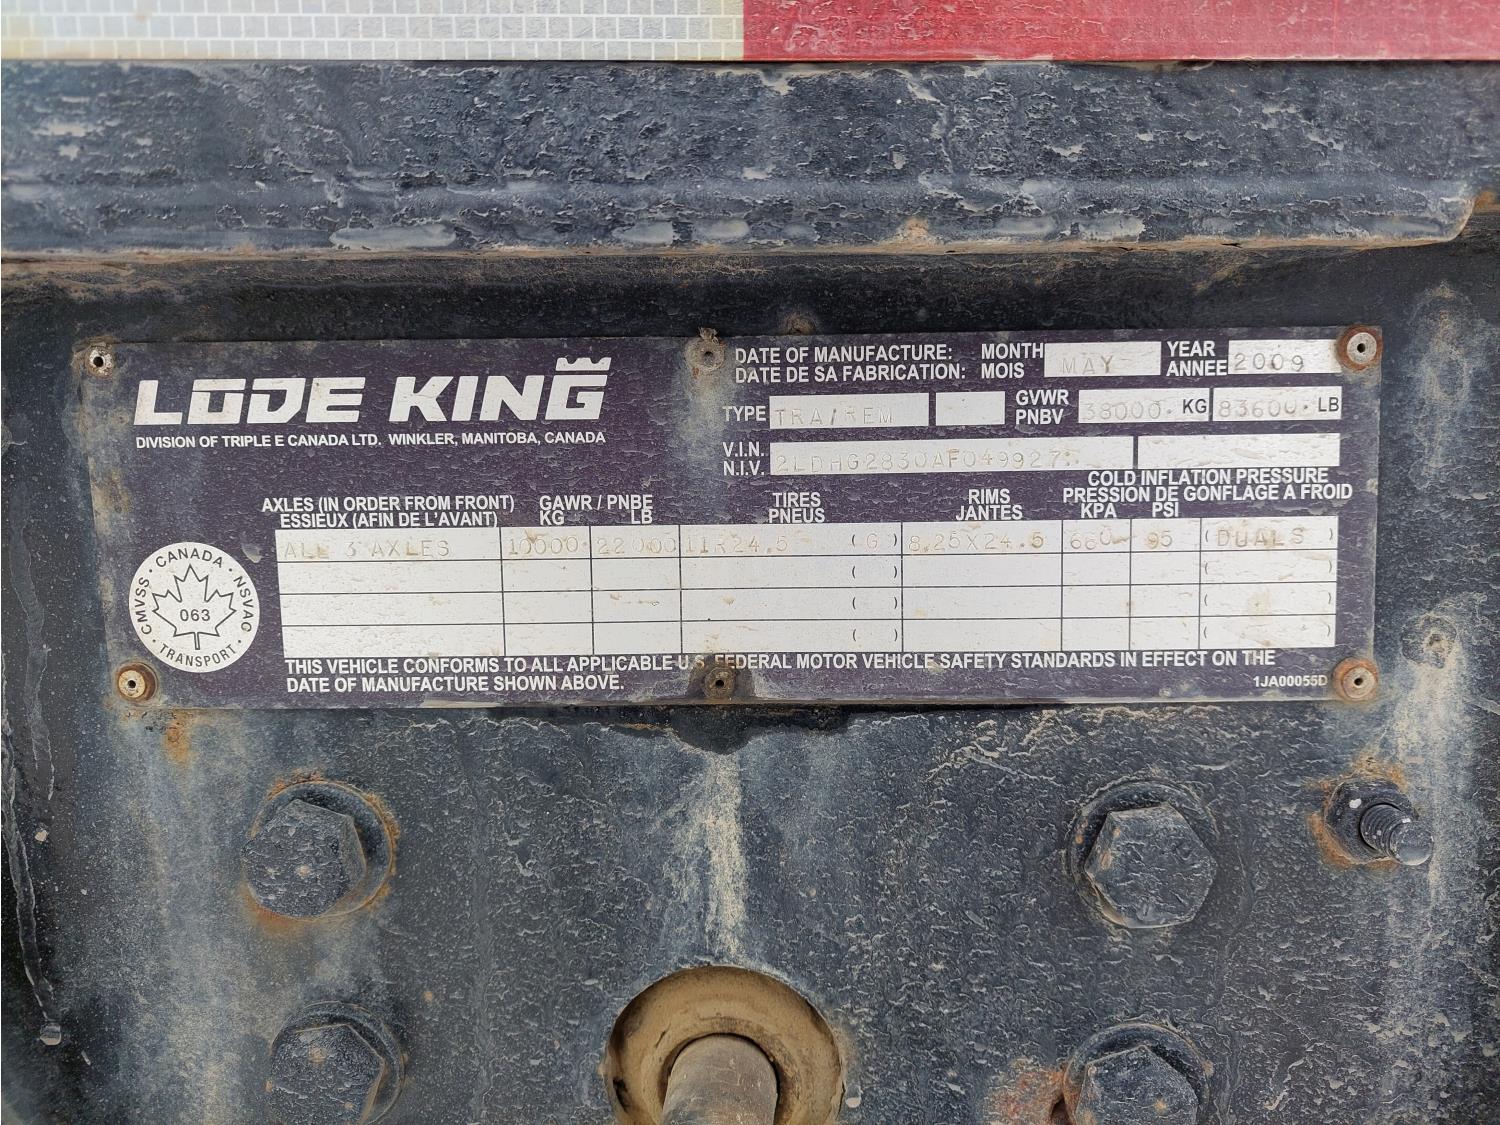 LODE KING
DIVISION OF TRIPLE E CANADA LTD. WINKLER, MANITOBA, CANADA
DATE OF MANUFACTURE: MONTH MAY YEAR 2009
DATE DE SA FABRICATION: MOIS ANNEE
TYPE TRA/REM GVWR 38000. KG 83600. LB
PNBV
V.I.N. 2LDHG2830AF049927.
N.I.V.
COLD INFLATION PRESSURE
AXLES (IN ORDER FROM FRONT) GAWR / PNBE TIRES RIMS PRESSION DE GONFLAGE A FROID
ESSIEUX (AFIN DE L'AVANT) KG LB PNEUS JANTES KPA PSI
ALL 3 AXLES 10000. 22000 11R24.5 (G) 8.25X24.5 660 95 (DUALS)
( )
( )
( )
CANADA · NSVAC · TRANSPORT · CMVSS ·
063
THIS VEHICLE CONFORMS TO ALL APPLICABLE U.S. FEDERAL MOTOR VEHICLE SAFETY STANDARDS IN EFFECT ON THE
DATE OF MANUFACTURE SHOWN ABOVE.
1JA00055D